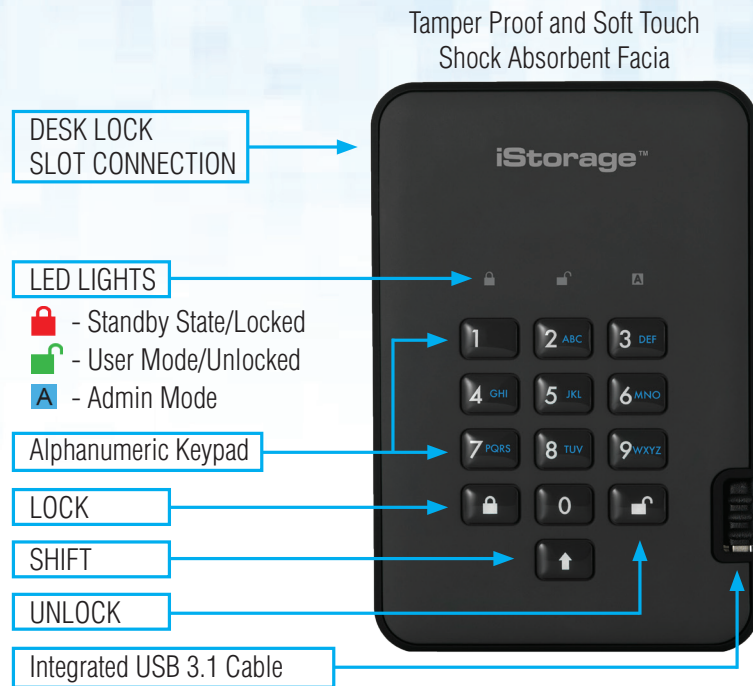 Tamper Proof and Soft Touch
Shock Absorbent Facia
DESK LOCK
SLOT CONNECTION
iStorage™
LED LIGHTS
- Standby State/Locked
- User Mode/Unlocked
A - Admin Mode
A
1
2 ABC
3 DEF
4 GHI
5 JKL
6 MNO
Alphanumeric Keypad
7 PQRS
8 TUV
9 WXYZ
LOCK
0
SHIFT
UNLOCK
Integrated USB 3.1 Cable